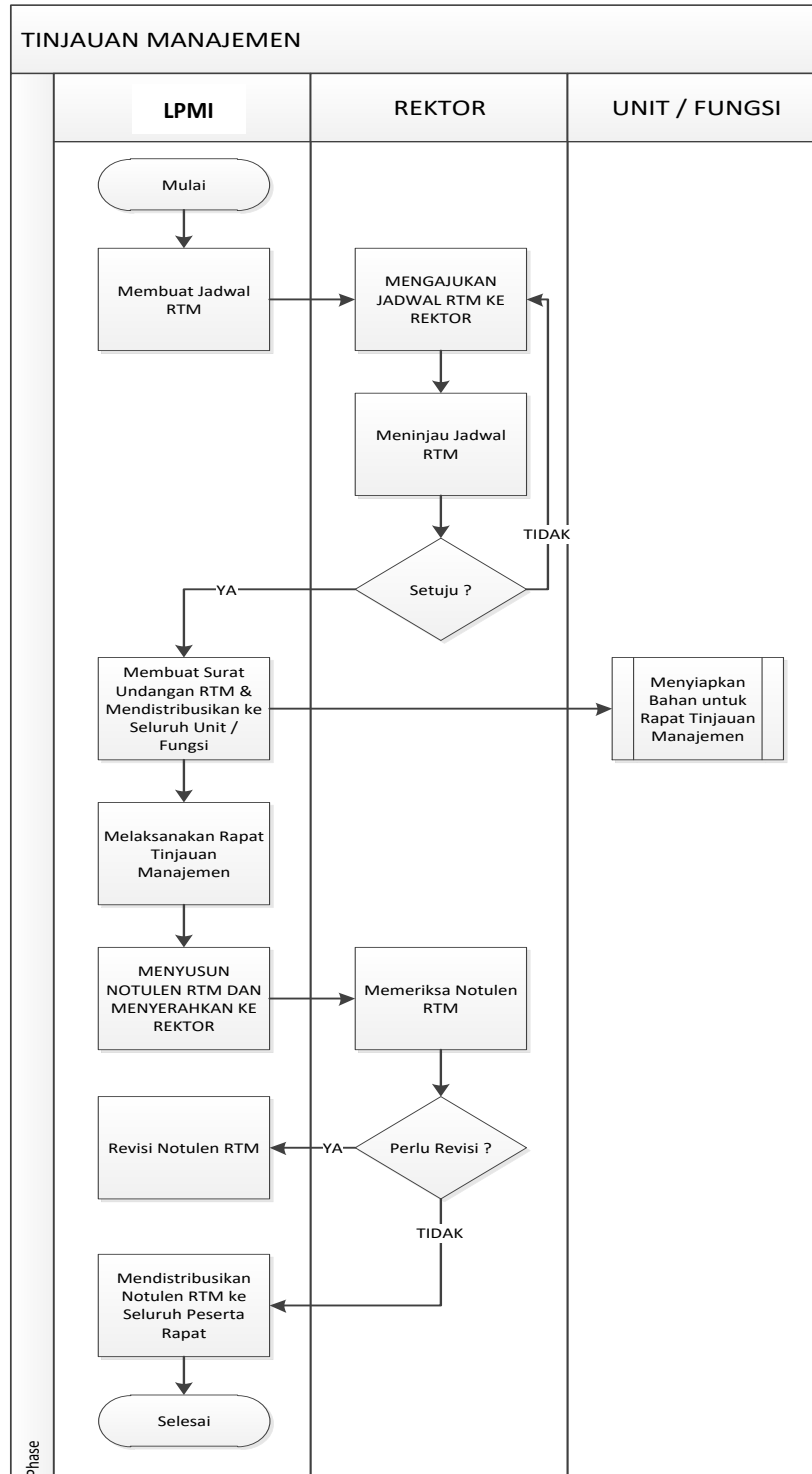 TINJAUAN MANAJEMEN
LPMI
REKTOR
UNIT / FUNGSI
Mulai
Membuat Jadwal
RTM
MENGAJUKAN
JADWAL RTM KE
REKTOR
Meninjau Jadwal
RTM
TIDAK
Setuju ?
YA
Membuat Surat
Undangan RTM &
Mendistribusikan ke
Seluruh Unit /
Fungsi
Menyiapkan
Bahan untuk
Rapat Tinjauan
Manajemen
Melaksanakan Rapat
Tinjauan
Manajemen
MENYUSUN
NOTULEN RTM DAN
MENYERAHKAN KE
REKTOR
Memeriksa Notulen
RTM
Revisi Notulen RTM
YA
Perlu Revisi ?
TIDAK
Mendistribusikan
Notulen RTM ke
Seluruh Peserta
Rapat
Selesai
Phase